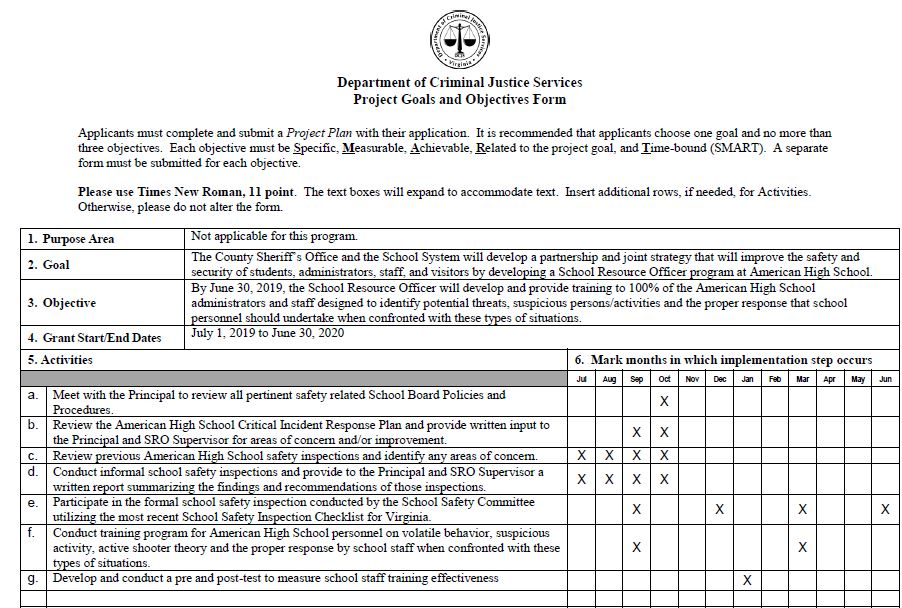 Department of Criminal Justice Services
Virginia
Department of Criminal Justice Services
Project Goals and Objectives Form
Applicants must complete and submit a Project Plan with their application. It is recommended that applicants choose one goal and no more than
three objectives. Each objective must be Specific, Measurable, Achievable, Related to the project goal, and Time-bound (SMART). A separate
form must be submitted for each objective.
Please use Times New Roman, 11 point. The text boxes will expand to accommodate text. Insert additional rows, if needed, for Activities.
Otherwise, please do not alter the form.
1. Purpose Area
Not applicable for this program.
2. Goal
The County Sheriff's Office and the School System will develop a partnership and joint strategy that will improve the safety and
security of students, administrators, staff, and visitors by developing a School Resource Officer program at American High School.
3. Objective
By June 30, 2019, the School Resource Officer will develop and provide training to 100% of the American High School
administrators and staff designed to identify potential threats, suspicious persons/activities and the proper response that school
personnel should undertake when confronted with these types of situations.
4. Grant Start/End Dates
July 1, 2019 to June 30, 2020
5. Activities
6. Mark months in which implementation step occurs
Jul Aug Sep Oct Nov Dec Jan Feb Mar Apr May Jun
a. Meet with the Principal to review all pertinent safety related School Board Policies and
Procedures.
X
b. Review the American High School Critical Incident Response Plan and provide written input to
the Principal and SRO Supervisor for areas of concern and/or improvement.
X X
c. Review previous American High School safety inspections and identify any areas of concern.
X X X X
d. Conduct informal school safety inspections and provide to the Principal and SRO Supervisor a
written report summarizing the findings and recommendations of those inspections.
X X X X
e. Participate in the formal school safety inspection conducted by the School Safety Committee
utilizing the most recent School Safety Inspection Checklist for Virginia.
X X X X
f. Conduct training program for American High School personnel on volatile behavior, suspicious
activity, active shooter theory and the proper response by school staff when confronted with these
types of situations.
X X
g. Develop and conduct a pre and post-test to measure school staff training effectiveness
X